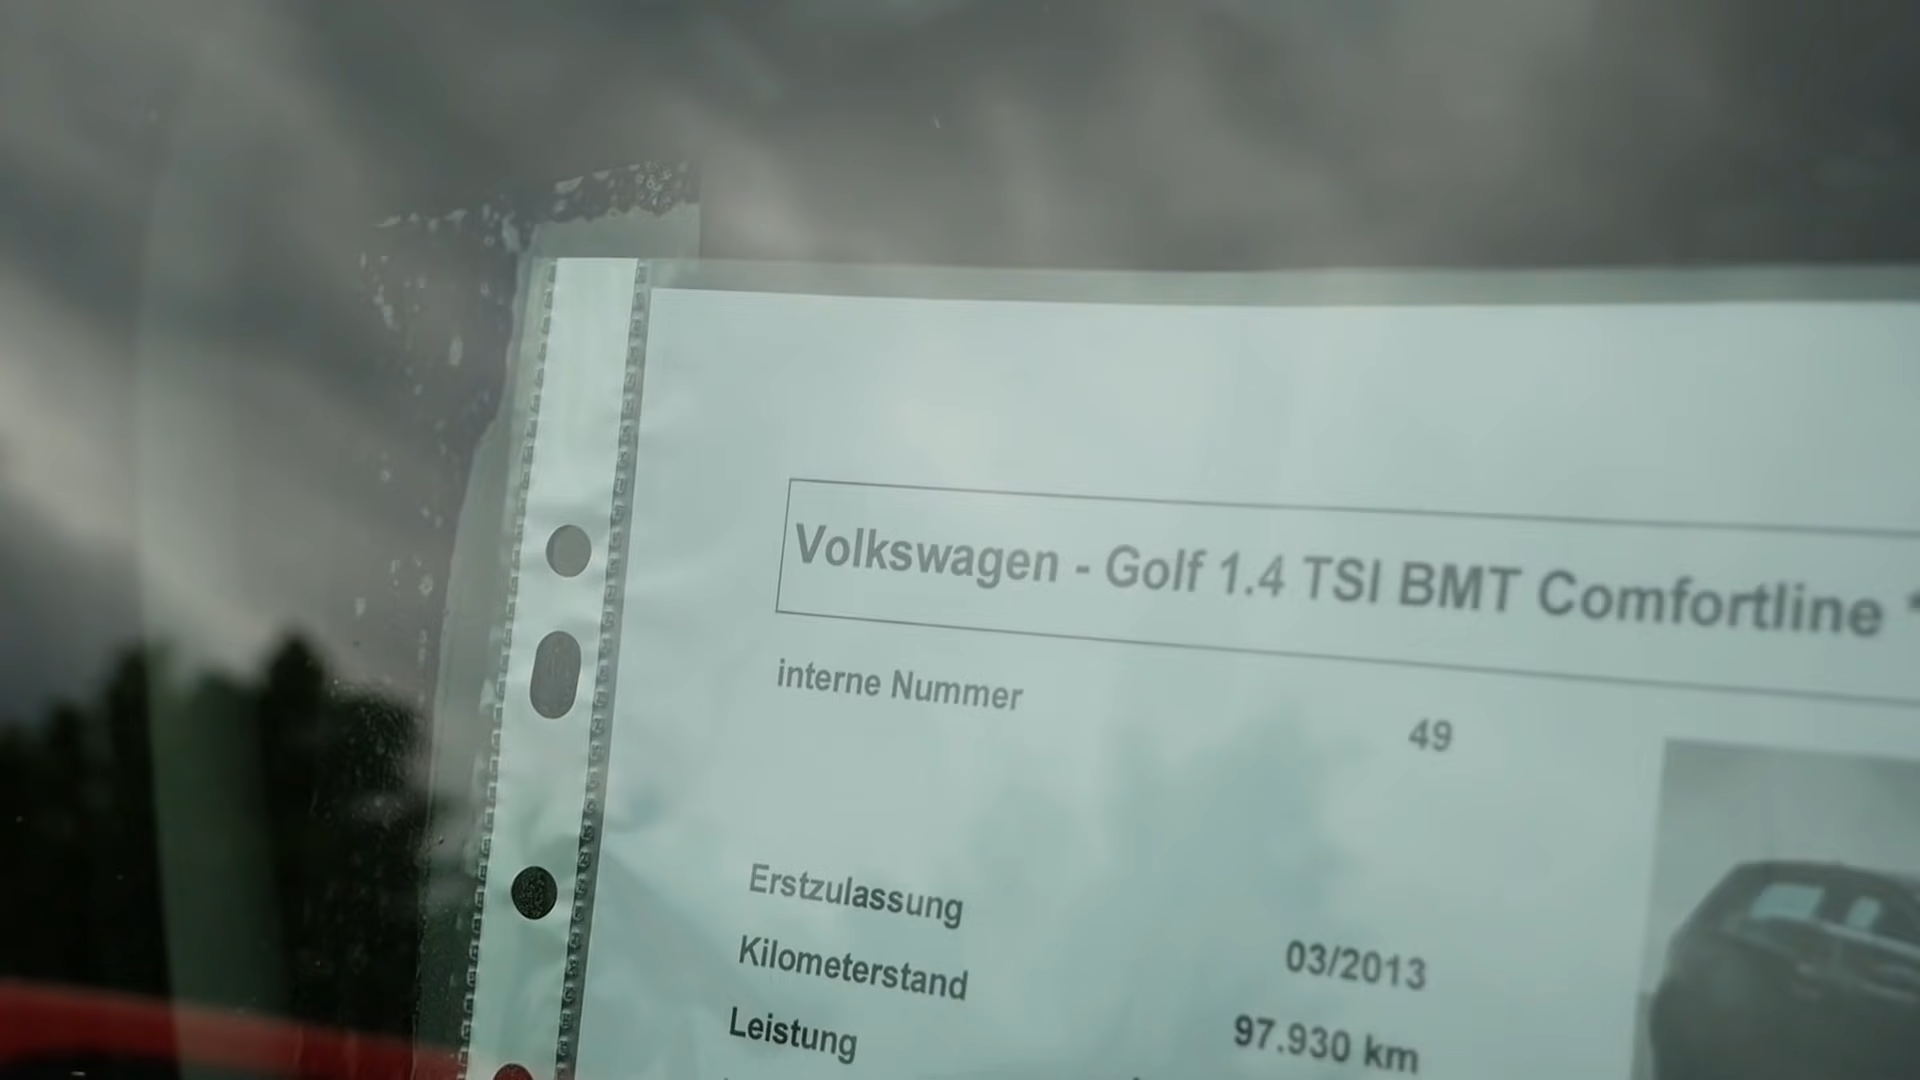 Volkswagen - Golf 1.4 TSI BMT Comfortline *
interne Nummer 49
Erstzulassung 03/2013
Kilometerstand 97.930 km
Leistung